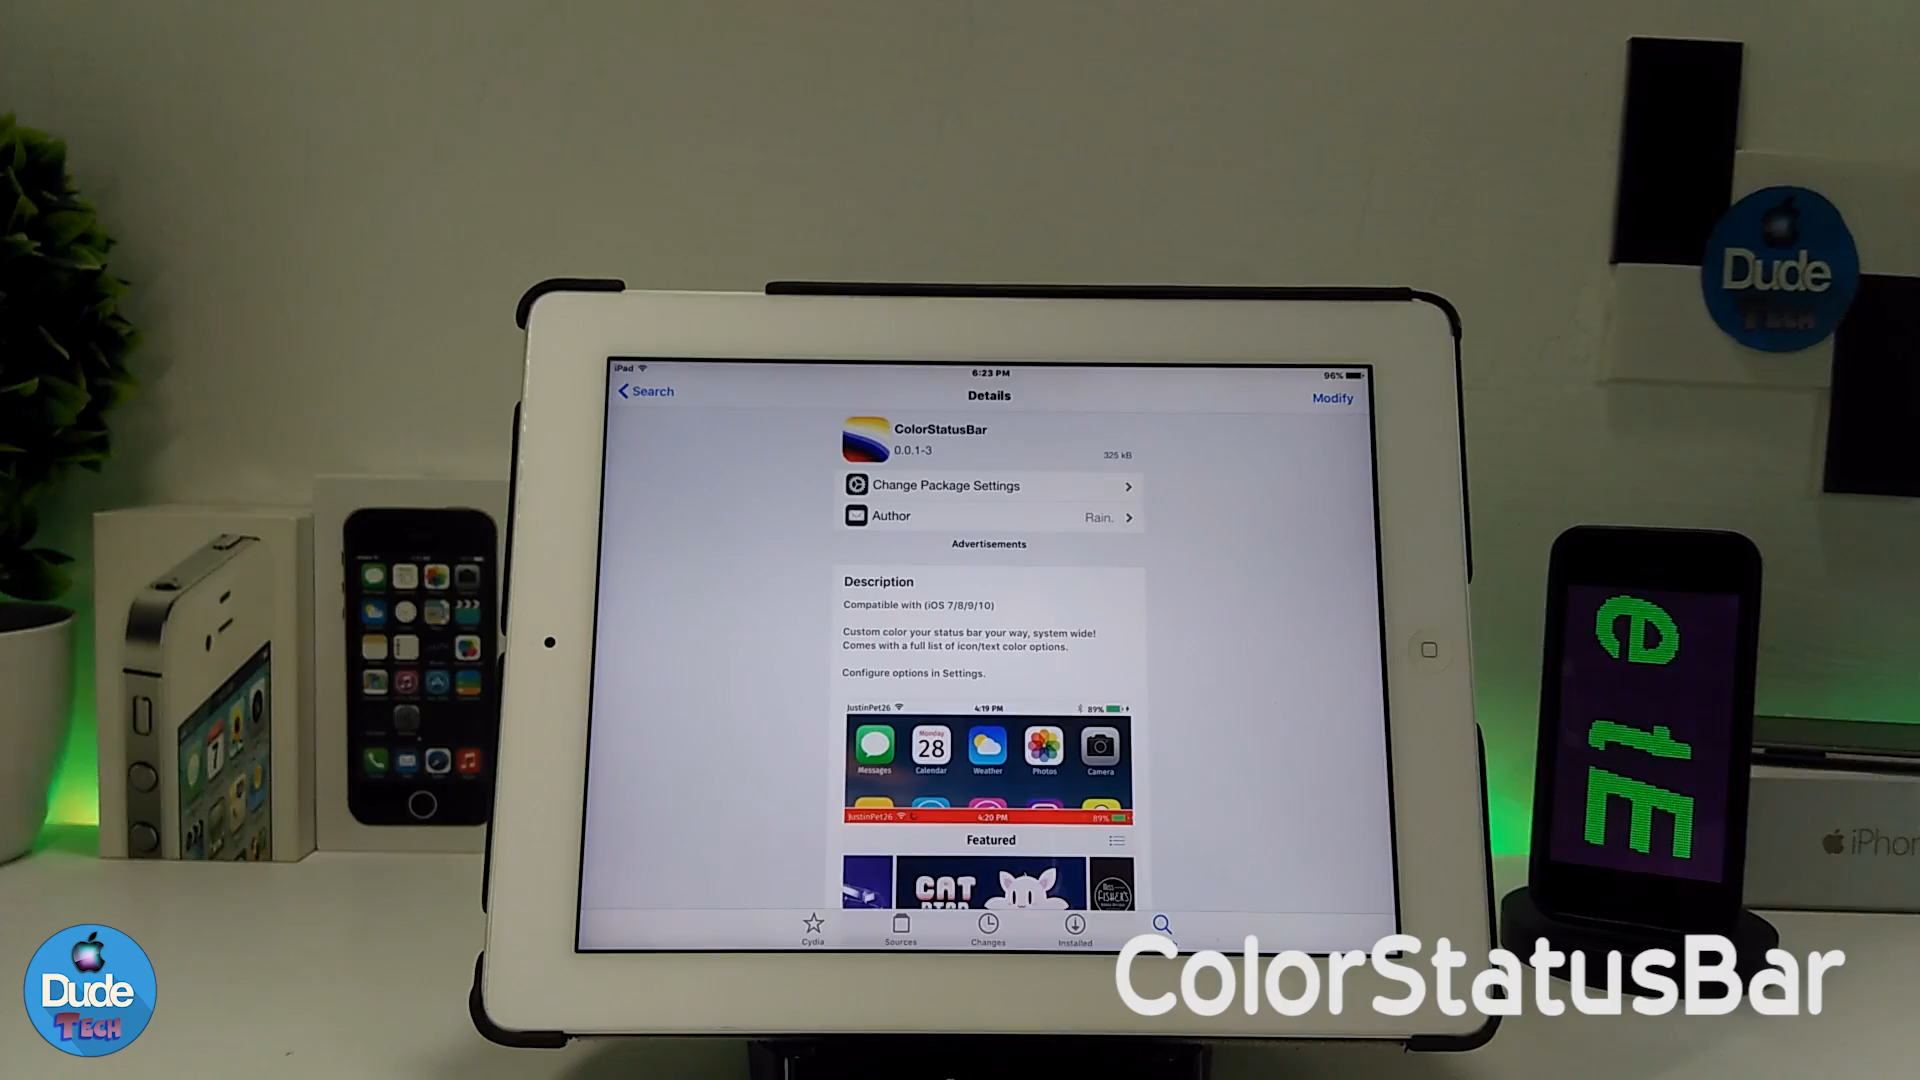 Dude
TECH
iPad
6:23 PM
96%
Search
Details
Modify
ColorStatusBar
0.0.1-3
325 kB
Change Package Settings
Author
Rain.
Advertisements
Description
Compatible with (iOS 7/8/9/10)
Custom color your status bar your way, system wide!
Comes with a full list of icon/text color options.
Configure options in Settings.
JustinPet26
4:19 PM
89%
Monday
28
Messages
Calendar
Weather
Photos
Camera
JustinPet26
4:20 PM
89%
Featured
CAT
MISS
FISHER'S
Cydia
Sources
Changes
Installed
e tE
iPhon
ColorStatusBar
Dude
TECH